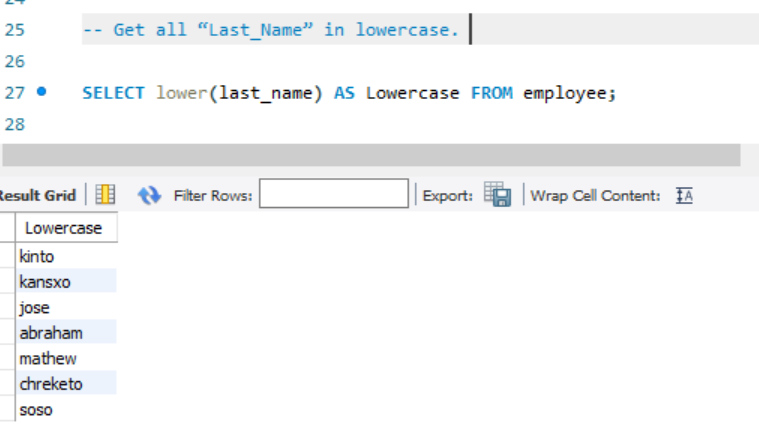 25 -- Get all “Last_Name” in lowercase.
26
27 SELECT lower(last_name) AS Lowercase FROM employee;
28
Result Grid Filter Rows: Export: Wrap Cell Content: IA
Lowercase
kinto
kansxo
jose
abraham
mathew
chreketo
soso